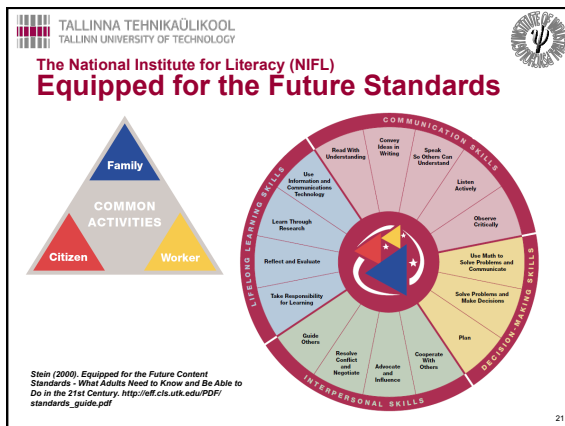 TALLINNA TEHNIKAÜLIKOOL
TALLINN UNIVERSITY OF TECHNOLOGY
The National Institute for Literacy (NIFL)
Equipped for the Future Standards
Family
COMMON
ACTIVITIES
Citizen
Worker
COMMUNICATION SKILLS
Read With
Understanding
Convey
Ideas in
Writing
Speak
So Others Can
Understand
Listen
Actively
Observe
Critically
DECISION-MAKING SKILLS
Use Math to
Solve Problems and
Communicate
Solve Problems and
Make Decisions
Plan
INTERPERSONAL SKILLS
Cooperate
With
Others
Advocate
and
Influence
Resolve
Conflict
and
Negotiate
Guide
Others
LIFELONG LEARNING SKILLS
Take Responsibility
for Learning
Reflect and Evaluate
Learn Through
Research
Use
Information and
Communications
Technology
Stein (2000). Equipped for the Future Content
Standards - What Adults Need to Know and Be Able to
Do in the 21st Century. http://eff.cls.utk.edu/PDF/
standards_guide.pdf
21